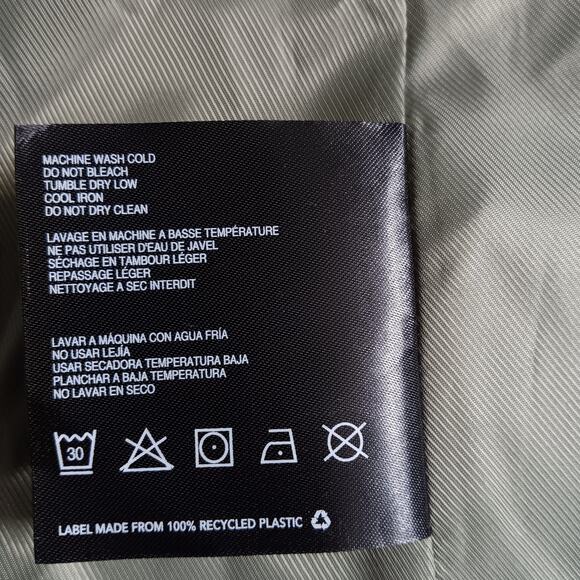 MACHINE WASH COLD
DO NOT BLEACH
TUMBLE DRY LOW
COOL IRON
DO NOT DRY CLEAN
LAVAGE EN MACHINE A BASSE TEMPÉRATURE
NE PAS UTILISER D'EAU DE JAVEL
SÉCHAGE EN TAMBOUR LÉGER
REPASSAGE LÉGER
NETTOYAGE A SEC INTERDIT
LAVAR A MÁQUINA CON AGUA FRÍA
NO USAR LEJÍA
USAR SECADORA TEMPERATURA BAJA
PLANCHAR A BAJA TEMPERATURA
NO LAVAR EN SECO
30
LABEL MADE FROM 100% RECYCLED PLASTIC